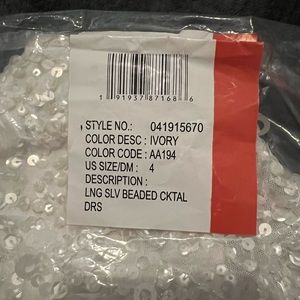 1 91937 87168 6
STYLE NO.: 041915670
COLOR DESC : IVORY
COLOR CODE : AA194
US SIZE/DM : 4
DESCRIPTION :
LNG SLV BEADED CKTAL
DRS